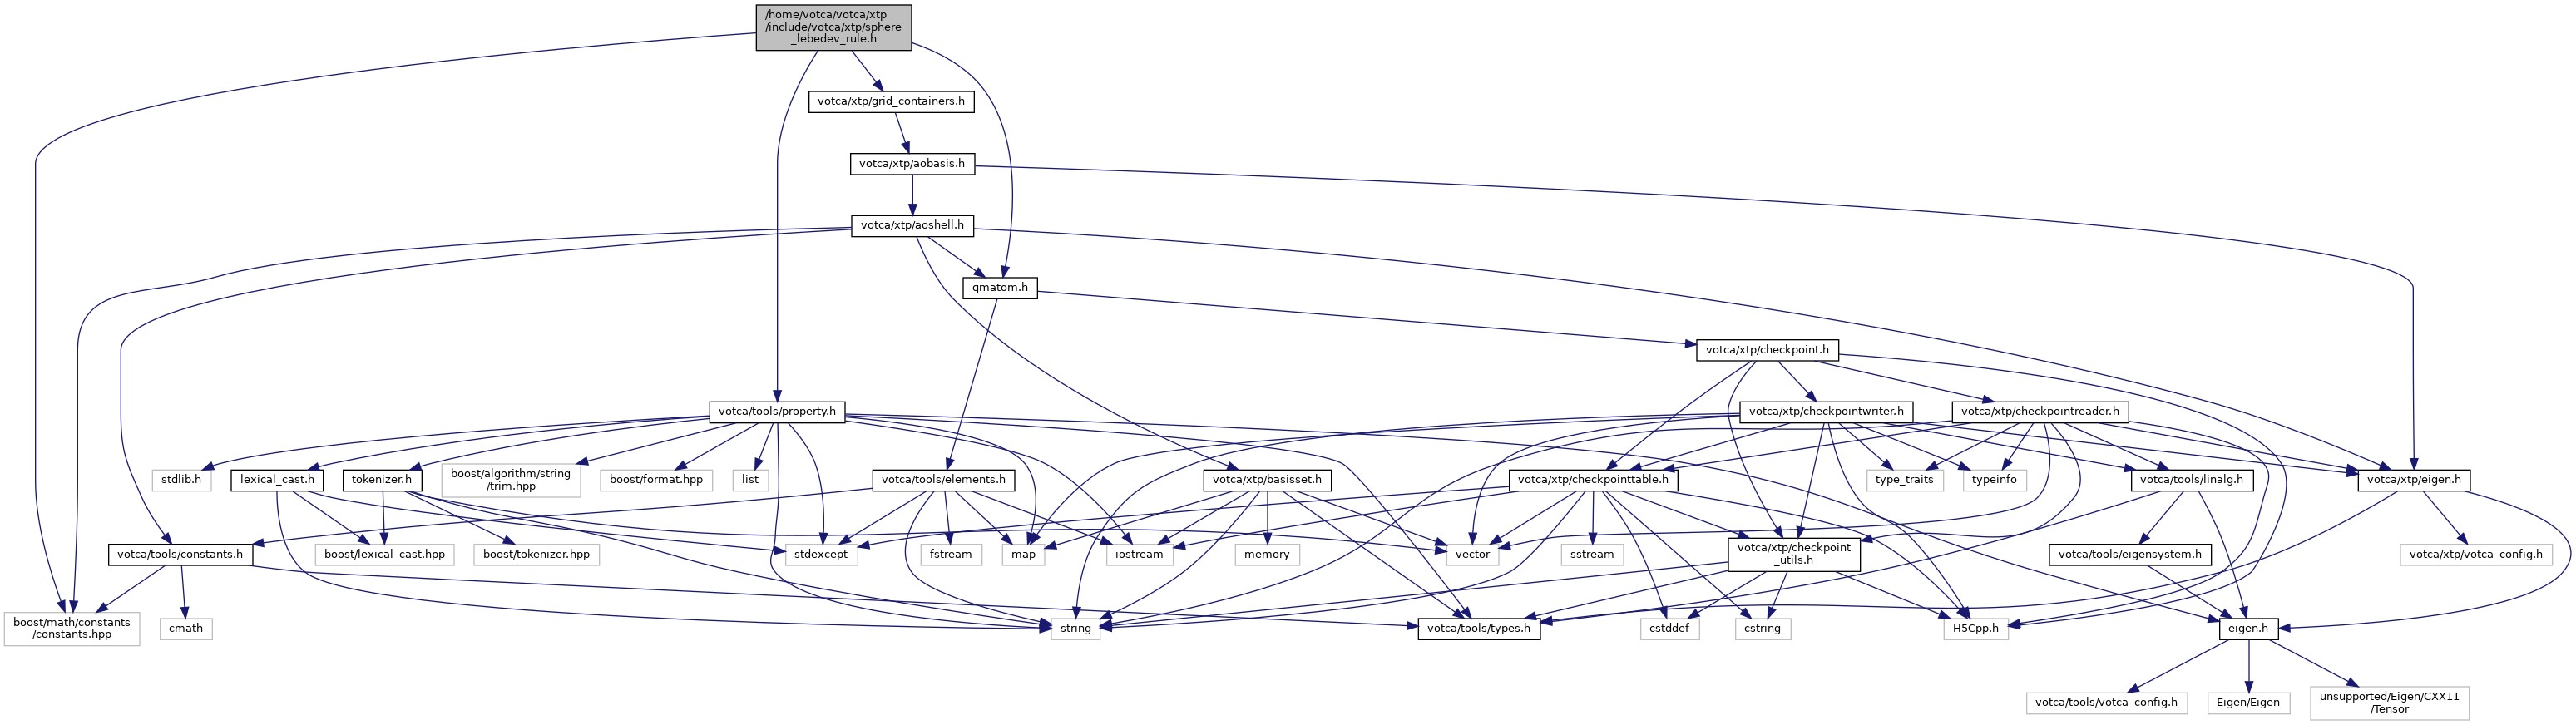 /home/votca/votca/xtp
/include/votca/xtp/sphere
_lebedev_rule.h
votca/xtp/grid_containers.h
votca/xtp/aobasis.h
votca/xtp/aoshell.h
qmatom.h
votca/xtp/checkpoint.h
votca/tools/property.h
votca/xtp/checkpointwriter.h
votca/xtp/checkpointreader.h
stdlib.h
lexical_cast.h
tokenizer.h
boost/algorithm/string
/trim.hpp
boost/format.hpp
list
votca/tools/elements.h
votca/xtp/basisset.h
votca/xtp/checkpointtable.h
type_traits
typeinfo
votca/tools/linalg.h
votca/xtp/eigen.h
votca/tools/constants.h
boost/lexical_cast.hpp
boost/tokenizer.hpp
stdexcept
fstream
map
iostream
memory
vector
sstream
votca/xtp/checkpoint
_utils.h
votca/tools/eigensystem.h
votca/xtp/votca_config.h
boost/math/constants
/constants.hpp
cmath
string
votca/tools/types.h
cstddef
cstring
H5Cpp.h
eigen.h
votca/tools/votca_config.h
Eigen/Eigen
unsupported/Eigen/CXX11
/Tensor